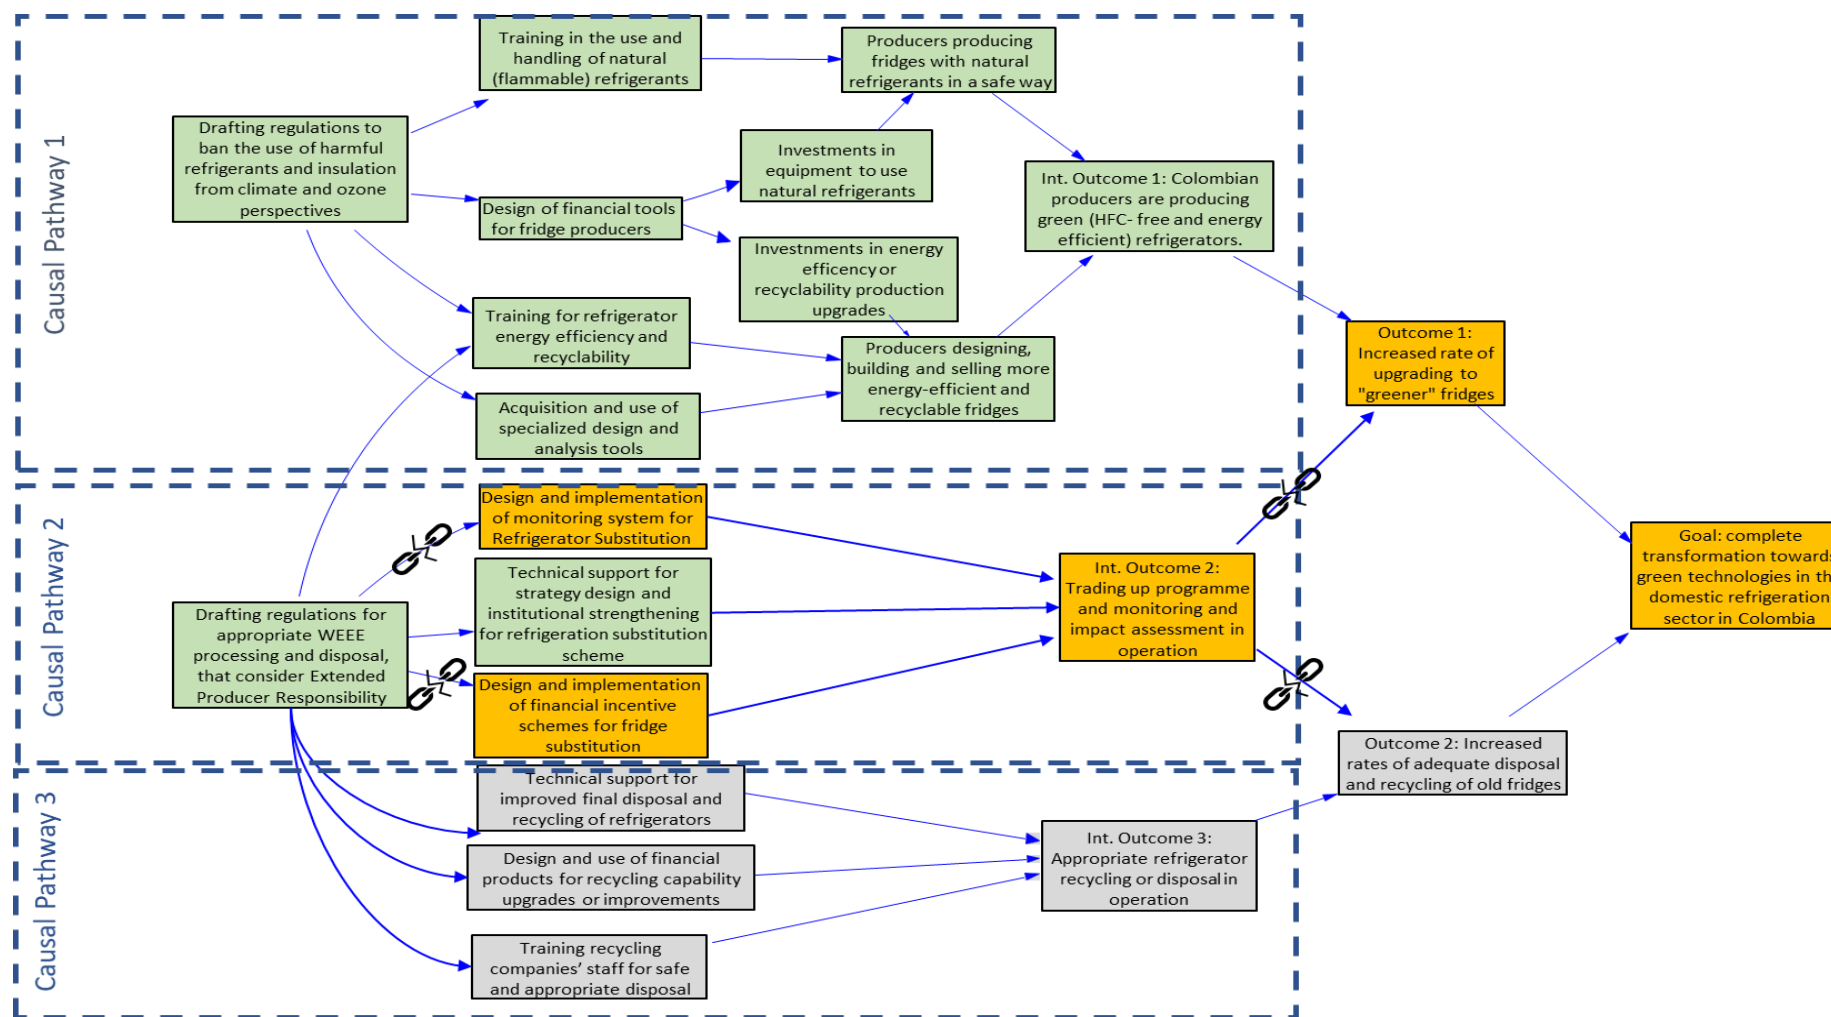 Causal Pathway 1
Training in the use and
handling of natural
(flammable) refrigerants
Producers producing
fridges with natural
refrigerants in a safe way
Drafting regulations to
ban the use of harmful
refrigerants and insulation
from climate and ozone
perspectives
Investments in
equipment to use
natural refrigerants
Int. Outcome 1: Colombian
producers are producing
green (HFC- free and energy
efficient) refrigerators.
Design of financial tools
for fridge producers
Investnments in energy
efficency or
recyclability production
upgrades
Training for refrigerator
energy efficiency and
recyclability
Producers designing,
building and selling more
energy-efficient and
recyclable fridges
Acquisition and use of
specialized design and
analysis tools
Outcome 1:
Increased rate of
upgrading to
"greener" fridges
Causal Pathway 2
Design and implementation
of monitoring system for
Refrigerator Substitution
Technical support for
strategy design and
institutional strengthening
for refrigeration substitution
scheme
Drafting regulations for
appropriate WEEE
processing and disposal,
that consider Extended
Producer Responsibility
Design and implementation
of financial incentive
schemes for fridge
substitution
Int. Outcome 2:
Trading up programme
and monitoring and
impact assessment in
operation
Goal: complete
transformation towards
green technologies in th
domestic refrigeration
sector in Colombia
Outcome 2: Increased
rates of adequate disposal
and recycling of old fridges
Causal Pathway 3
Technical support for
improved final disposal and
recycling of refrigerators
Design and use of financial
products for recycling capability
upgrades or improvements
Training recycling
companies’ staff for safe
and appropriate disposal
Int. Outcome 3:
Appropriate refrigerator
recycling or disposal in
operation